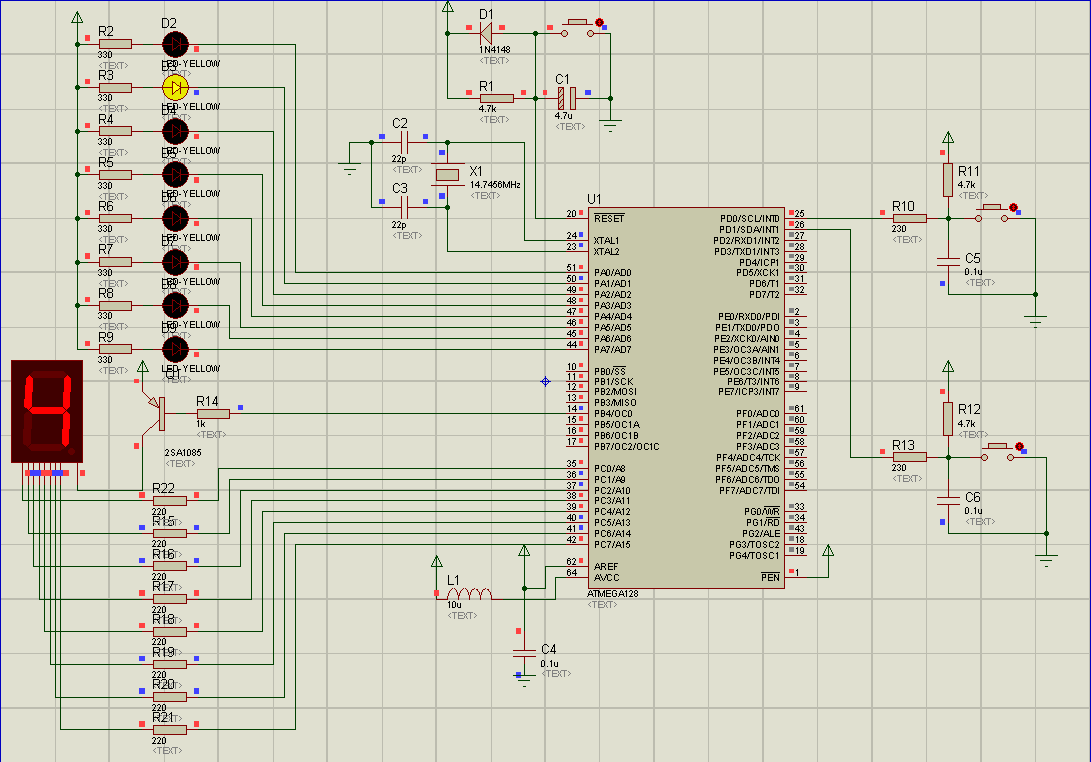 D2
R2
330
<TEXT>
LED-YELLOW
<TEXT>
R3
330
<TEXT>
D3
LED-YELLOW
<TEXT>
R4
330
<TEXT>
D4
LED-YELLOW
<TEXT>
R5
330
<TEXT>
LED-YELLOW
<TEXT>
R6
330
<TEXT>
LED-YELLOW
<TEXT>
R7
330
<TEXT>
LED-YELLOW
<TEXT>
R8
330
<TEXT>
LED-YELLOW
<TEXT>
R9
330
<TEXT>
D9
LED-YELLOW
4
Q1
2SA1085
<TEXT>
R14
1k
<TEXT>
R22
220
R15
220
R16
220
R17
220
R18
220
R19
220
R20
220
R21
220
<TEXT>
D1
1N4148
<TEXT>
R1
4.7k
<TEXT>
C1
4.7u
<TEXT>
C2
22p
<TEXT>
C3
22p
<TEXT>
X1
14.7456MHz
<TEXT>
U1
20 RESET
24 XTAL1
23 XTAL2
51 PA0/AD0
50 PA1/AD1
49 PA2/AD2
48 PA3/AD3
47 PA4/AD4
46 PA5/AD5
45 PA6/AD6
44 PA7/AD7
10 PB0/SS
11 PB1/SCK
12 PB2/MOSI
13 PB3/MISO
14 PB4/OC0
15 PB5/OC1A
16 PB6/OC1B
17 PB7/OC2/OC1C
35 PC0/A8
36 PC1/A9
37 PC2/A10
38 PC3/A11
39 PC4/A12
40 PC5/A13
41 PC6/A14
42 PC7/A15
62 AREF
64 AVCC
PD0/SCL/INT0 25
PD1/SDA/INT1 26
PD2/RXD1/INT2 27
PD3/TXD1/INT3 28
PD4/ICP1 29
PD5/XCK1 30
PD6/T1 31
PD7/T2 32
PE0/RXD0/PDI 2
PE1/TXD0/PDO 3
PE2/XCK0/AIN0 4
PE3/OC3A/AIN1 5
PE4/OC3B/INT4 6
PE5/OC3C/INT5 7
PE6/T3/INT6 8
PE7/ICP3/INT7 9
PF0/ADC0 61
PF1/ADC1 60
PF2/ADC2 59
PF3/ADC3 58
PF4/ADC4/TCK 57
PF5/ADC5/TMS 56
PF6/ADC6/TDO 55
PF7/ADC7/TDI 54
PG0/WR 33
PG1/RD 34
PG2/ALE 43
PG3/TOSC2 18
PG4/TOSC1 19
PEN 1
ATMEGA128
<TEXT>
L1
10u
<TEXT>
C4
0.1u
<TEXT>
R11
4.7k
<TEXT>
R10
230
<TEXT>
C5
0.1u
<TEXT>
R12
4.7k
<TEXT>
R13
230
<TEXT>
C6
0.1u
<TEXT>